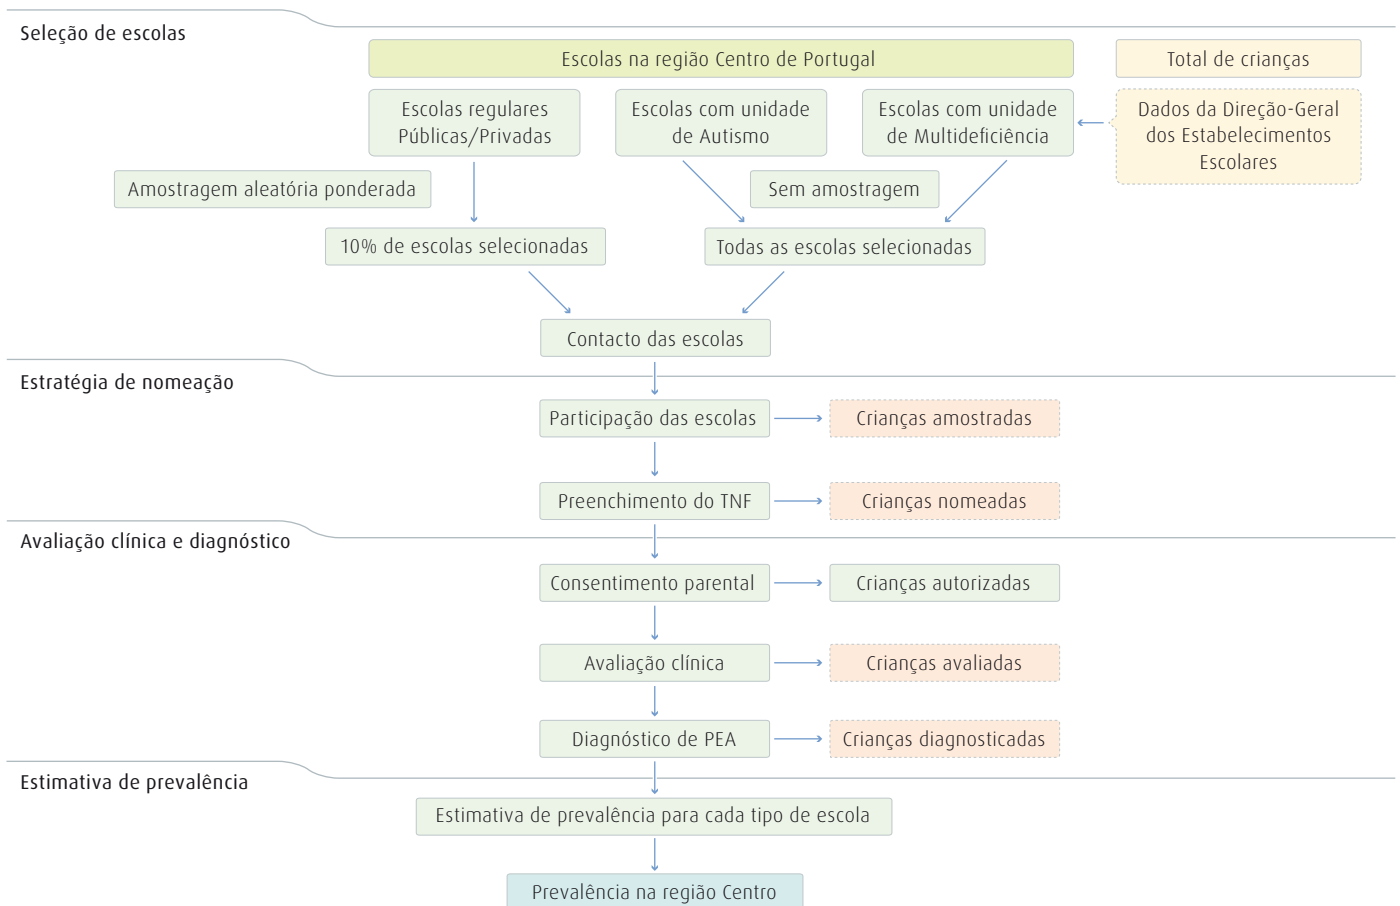 Seleção de escolas
Escolas na região Centro de Portugal
Total de crianças
Escolas regulares
Públicas/Privadas
Escolas com unidade
de Autismo
Escolas com unidade
de Multideficiência
Dados da Direção-Geral
dos Estabelecimentos
Escolares
Amostragem aleatória ponderada
Sem amostragem
10% de escolas selecionadas
Todas as escolas selecionadas
Contacto das escolas
Estratégia de nomeação
Participação das escolas
Crianças amostradas
Preenchimento do TNF
Crianças nomeadas
Avaliação clínica e diagnóstico
Consentimento parental
Crianças autorizadas
Avaliação clínica
Crianças avaliadas
Diagnóstico de PEA
Crianças diagnosticadas
Estimativa de prevalência
Estimativa de prevalência para cada tipo de escola
Prevalência na região Centro